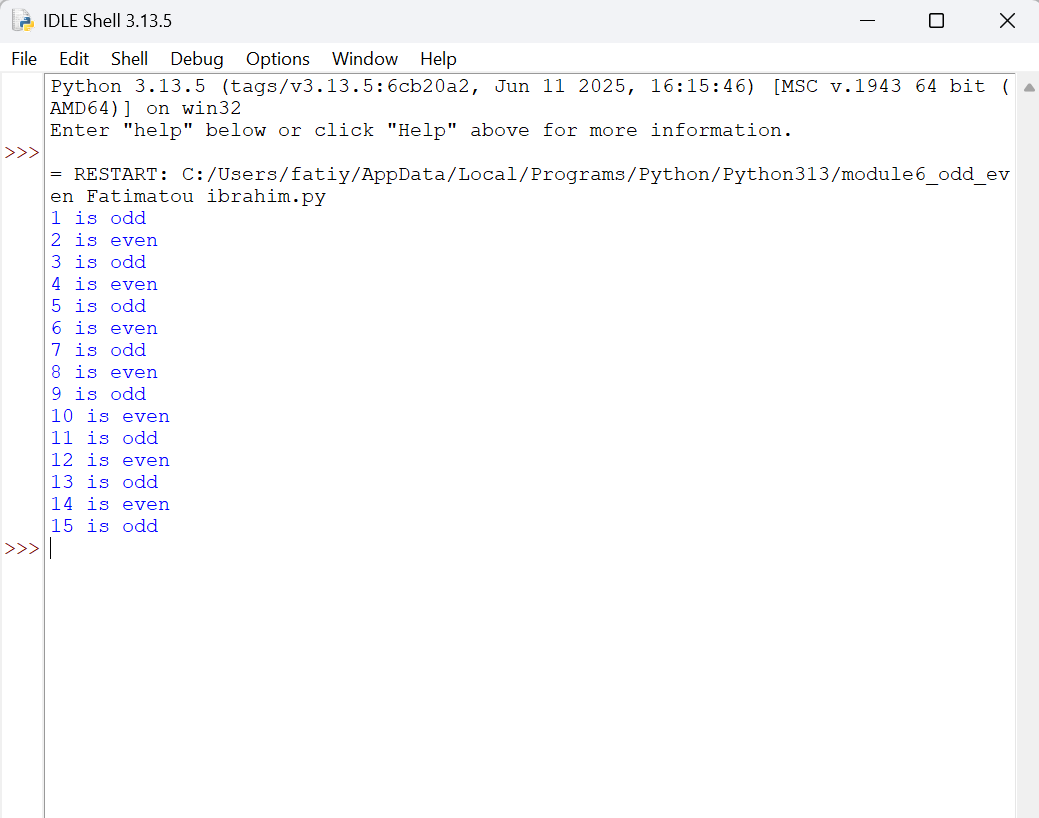 IDLE Shell 3.13.5
File Edit Shell Debug Options Window Help
Python 3.13.5 (tags/v3.13.5:6cb20a2, Jun 11 2025, 16:15:46) [MSC v.1943 64 bit (
AMD64)] on win32
Enter "help" below or click "Help" above for more information.
>>>
= RESTART: C:/Users/fatiy/AppData/Local/Programs/Python/Python313/module6_odd_ev
en Fatimatou ibrahim.py
1 is odd
2 is even
3 is odd
4 is even
5 is odd
6 is even
7 is odd
8 is even
9 is odd
10 is even
11 is odd
12 is even
13 is odd
14 is even
15 is odd
>>>